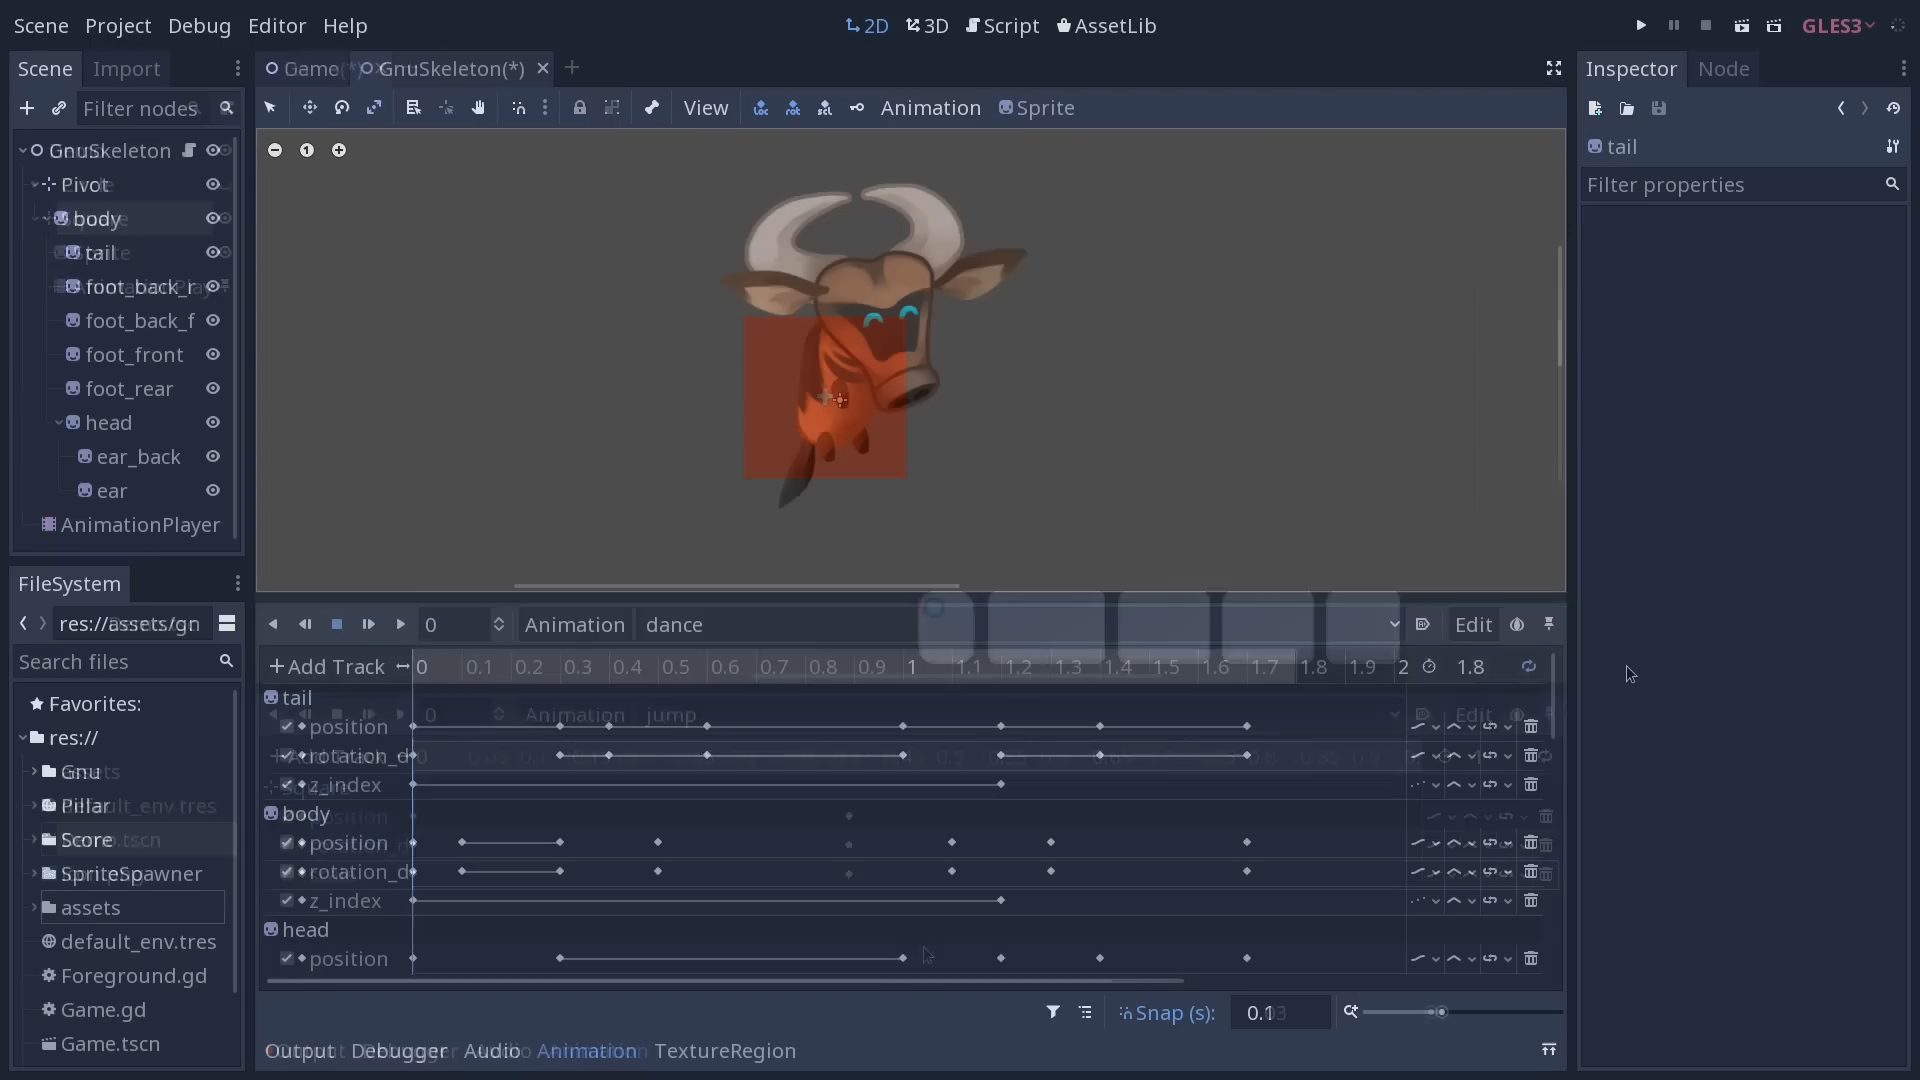 Scene Project Debug Editor Help
2D 3D Script AssetLib
GLES3
Scene Import
Game GnuSkeleton(*)
Inspector Node
Filter nodes
View Animation Sprite
GnuSkeleton
Pivot
body
tail
foot_back_r
foot_back_f
foot_front
foot_rear
head
ear_back
ear
AnimationPlayer
tail
Filter properties
FileSystem
res://assets/gn
Search files
Favorites:
res://
Gnu
Pillar
default_env.tres
Score
SpriteSpawner
assets
default_env.tres
Foreground.gd
Game.gd
Game.tscn
0 Animation dance Edit
Add Track 0 0.1 0.2 0.3 0.4 0.5 0.6 0.7 0.8 0.9 1 1.1 1.2 1.3 1.4 1.5 1.6 1.7 1.8 1.9 2 1.8
tail
0 Animation jump Edit
position
rotation_d
z_index
body
position
rotation_d
z_index
head
position
Snap (s): 0.1
Output Debugger Audio Animation TextureRegion